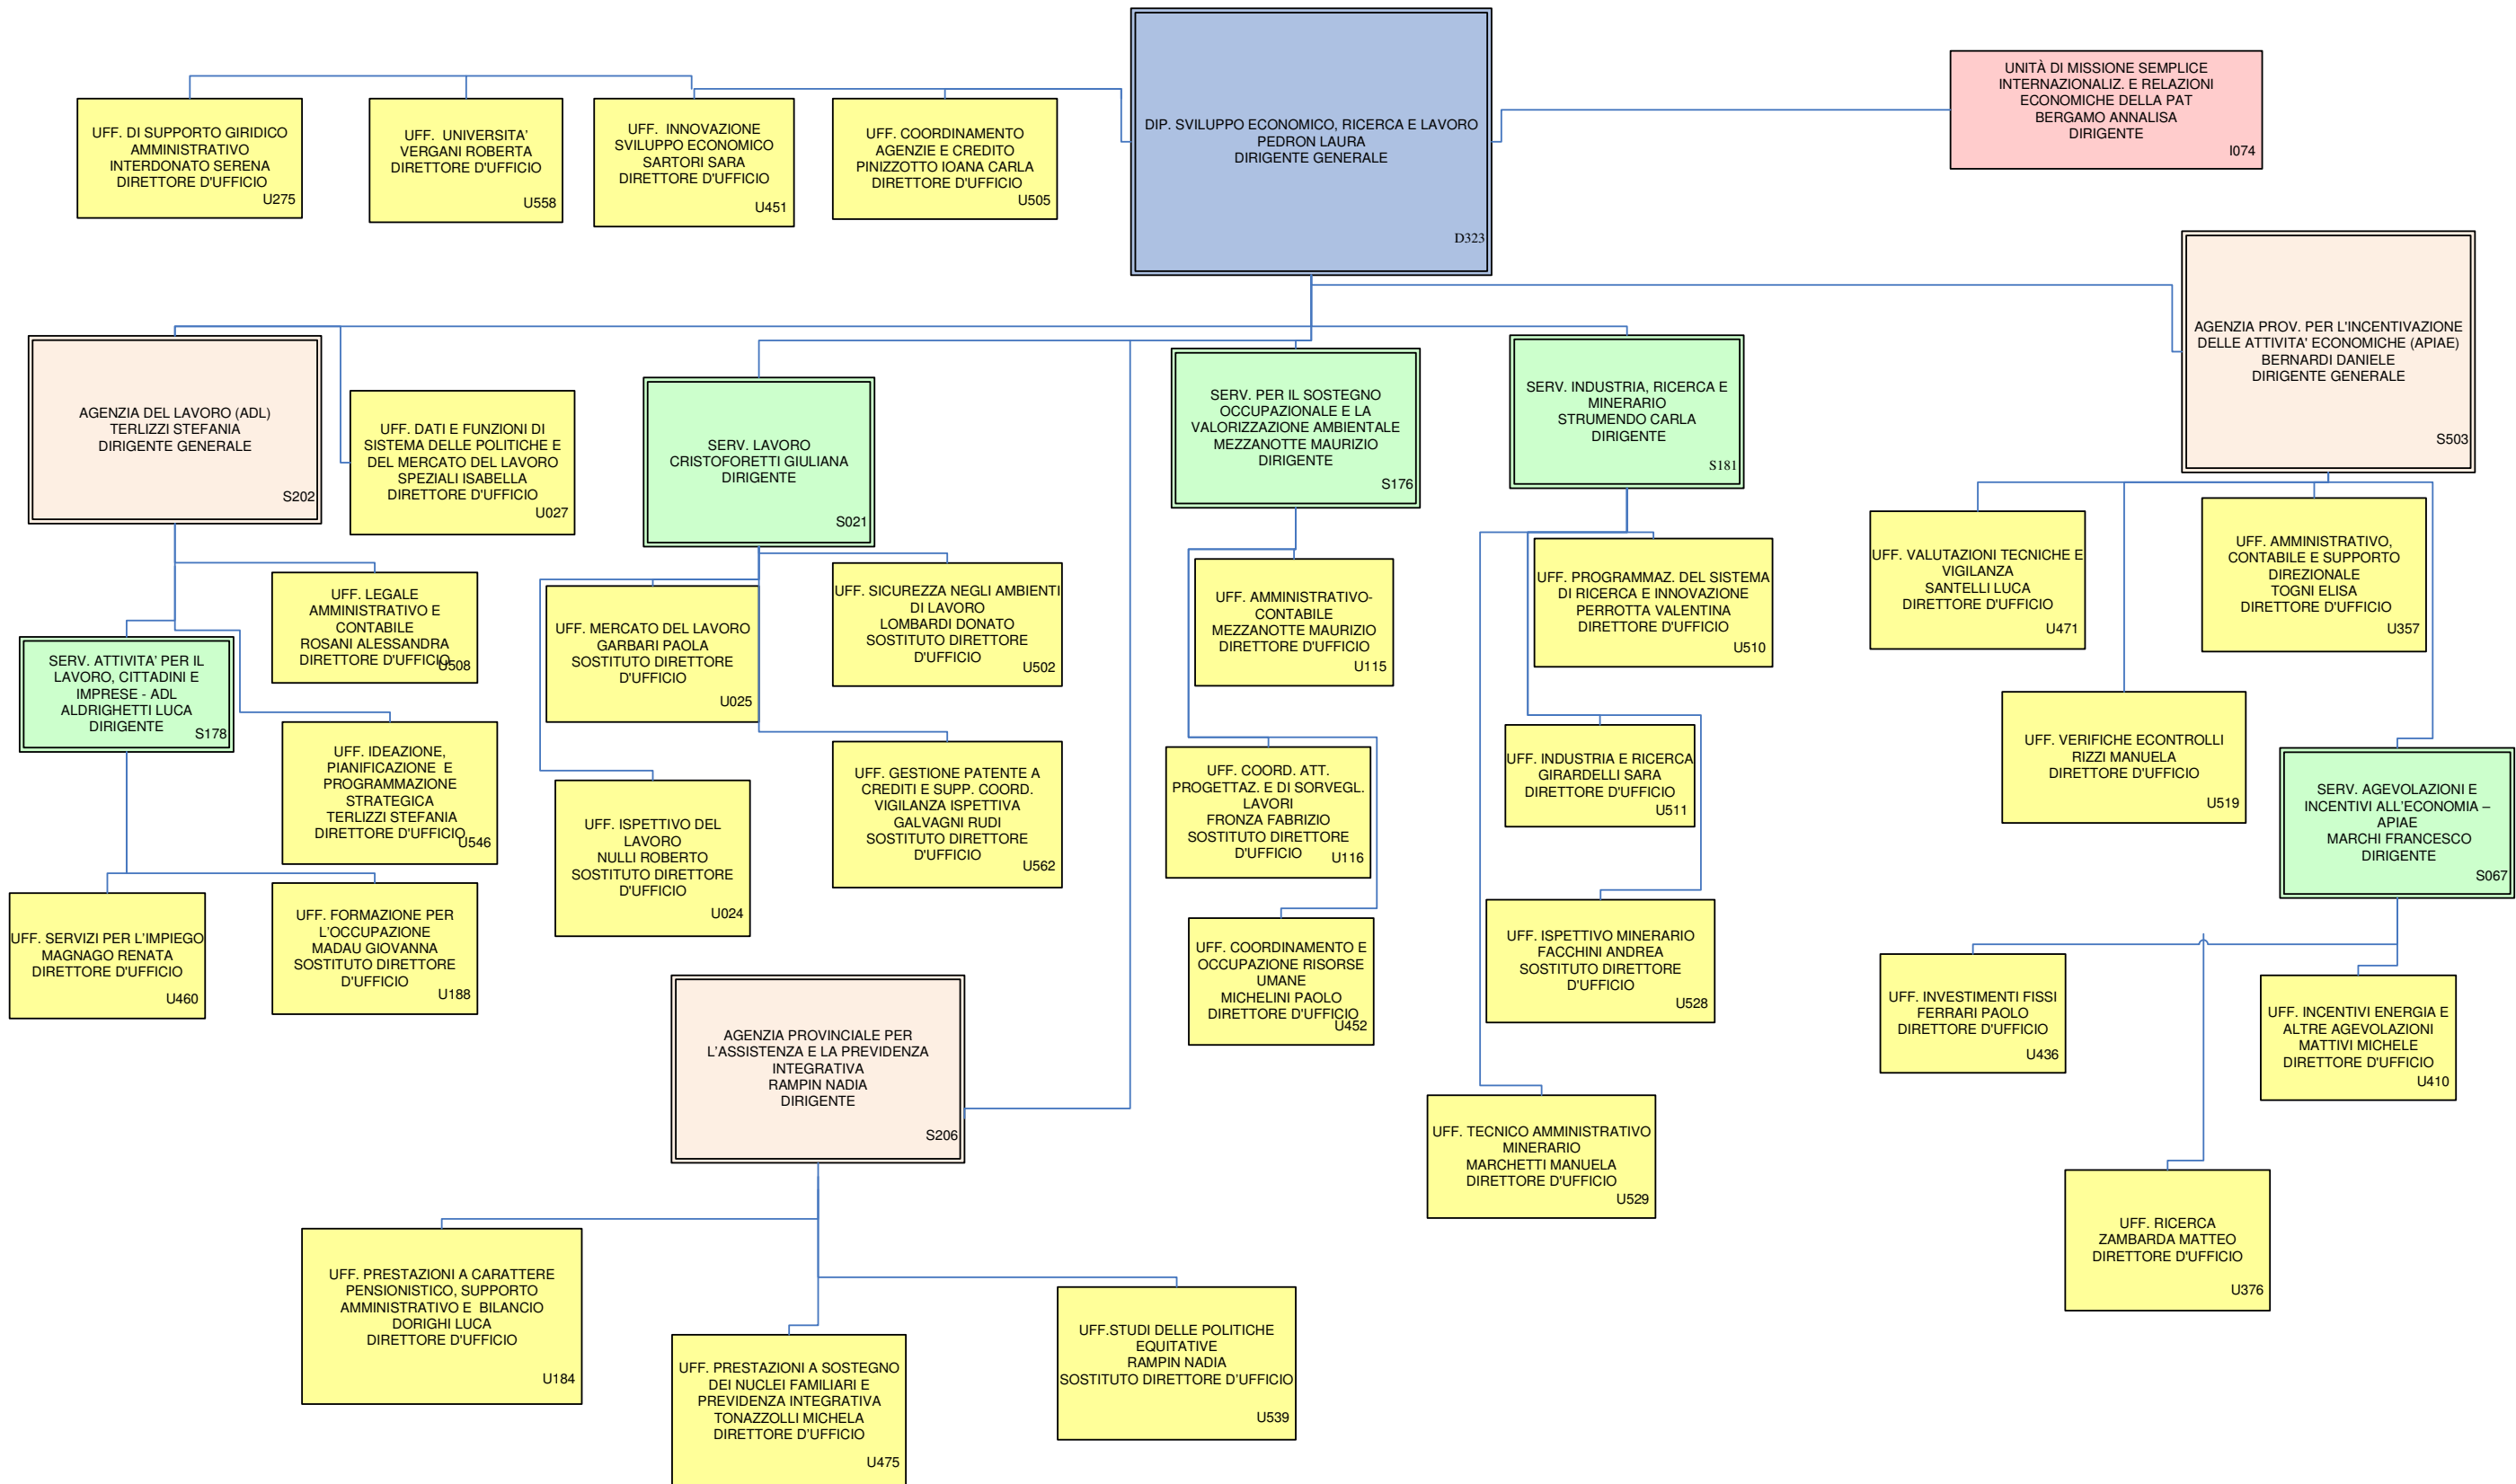 DIP. SVILUPPO ECONOMICO, RICERCA E LAVORO
PEDRON LAURA
DIRIGENTE GENERALE
D323
UNITÀ DI MISSIONE SEMPLICE
INTERNAZIONALIZ. E RELAZIONI
ECONOMICHE DELLA PAT
BERGAMO ANNALISA
DIRIGENTE
I074
UFF. DI SUPPORTO GIRIDICO
AMMINISTRATIVO
INTERDONATO SERENA
DIRETTORE D'UFFICIO
U275
UFF. UNIVERSITA'
VERGANI ROBERTA
DIRETTORE D'UFFICIO
U558
UFF. INNOVAZIONE
SVILUPPO ECONOMICO
SARTORI SARA
DIRETTORE D'UFFICIO
U451
UFF. COORDINAMENTO
AGENZIE E CREDITO
PINIZZOTTO IOANA CARLA
DIRETTORE D'UFFICIO
U505
AGENZIA DEL LAVORO (ADL)
TERLIZZI STEFANIA
DIRIGENTE GENERALE
S202
UFF. DATI E FUNZIONI DI
SISTEMA DELLE POLITICHE E
DEL MERCATO DEL LAVORO
SPEZIALI ISABELLA
DIRETTORE D'UFFICIO
U027
SERV. LAVORO
CRISTOFORETTI GIULIANA
DIRIGENTE
S021
SERV. PER IL SOSTEGNO
OCCUPAZIONALE E LA
VALORIZZAZIONE AMBIENTALE
MEZZANOTTE MAURIZIO
DIRIGENTE
S176
SERV. INDUSTRIA, RICERCA E
MINERARIO
STRUMENDO CARLA
DIRIGENTE
S181
AGENZIA PROV. PER L'INCENTIVAZIONE
DELLE ATTIVITA' ECONOMICHE (APIAE)
BERNARDI DANIELE
DIRIGENTE GENERALE
S503
UFF. LEGALE
AMMINISTRATIVO E
CONTABILE
ROSANI ALESSANDRA
DIRETTORE D'UFFICIO
U508
SERV. ATTIVITA' PER IL
LAVORO, CITTADINI E
IMPRESE - ADL
ALDRIGHETTI LUCA
DIRIGENTE
S178
UFF. IDEAZIONE,
PIANIFICAZIONE E
PROGRAMMAZIONE
STRATEGICA
TERLIZZI STEFANIA
DIRETTORE D'UFFICIO
U546
UFF. SERVIZI PER L'IMPIEGO
MAGNAGO RENATA
DIRETTORE D'UFFICIO
U460
UFF. FORMAZIONE PER
L'OCCUPAZIONE
MADAU GIOVANNA
SOSTITUTO DIRETTORE
D'UFFICIO
U188
UFF. MERCATO DEL LAVORO
GARBARI PAOLA
SOSTITUTO DIRETTORE
D'UFFICIO
U025
UFF. SICUREZZA NEGLI AMBIENTI
DI LAVORO
LOMBARDI DONATO
SOSTITUTO DIRETTORE
D'UFFICIO
U502
UFF. ISPETTIVO DEL
LAVORO
NULLI ROBERTO
SOSTITUTO DIRETTORE
D'UFFICIO
U024
UFF. GESTIONE PATENTE A
CREDITI E SUPP. COORD.
VIGILANZA ISPETTIVA
GALVAGNI RUDI
SOSTITUTO DIRETTORE
D'UFFICIO
U562
UFF. AMMINISTRATIVO-
CONTABILE
MEZZANOTTE MAURIZIO
DIRETTORE D'UFFICIO
U115
UFF. COORD. ATT.
PROGETTAZ. E DI SORVEGL.
LAVORI
FRONZA FABRIZIO
SOSTITUTO DIRETTORE
D'UFFICIO
U116
UFF. COORDINAMENTO E
OCCUPAZIONE RISORSE
UMANE
MICHELINI PAOLO
DIRETTORE D'UFFICIO
U452
UFF. PROGRAMMAZ. DEL SISTEMA
DI RICERCA E INNOVAZIONE
PERROTTA VALENTINA
DIRETTORE D'UFFICIO
U510
UFF. INDUSTRIA E RICERCA
GIRARDELLI SARA
DIRETTORE D'UFFICIO
U511
UFF. ISPETTIVO MINERARIO
FACCHINI ANDREA
SOSTITUTO DIRETTORE
D'UFFICIO
U528
UFF. TECNICO AMMINISTRATIVO
MINERARIO
MARCHETTI MANUELA
DIRETTORE D'UFFICIO
U529
UFF. VALUTAZIONI TECNICHE E
VIGILANZA
SANTELLI LUCA
DIRETTORE D'UFFICIO
U471
UFF. AMMINISTRATIVO,
CONTABILE E SUPPORTO
DIREZIONALE
TOGNI ELISA
DIRETTORE D'UFFICIO
U357
UFF. VERIFICHE ECONTROLLI
RIZZI MANUELA
DIRETTORE D'UFFICIO
U519
SERV. AGEVOLAZIONI E
INCENTIVI ALL'ECONOMIA –
APIAE
MARCHI FRANCESCO
DIRIGENTE
S067
UFF. INVESTIMENTI FISSI
FERRARI PAOLO
DIRETTORE D'UFFICIO
U436
UFF. INCENTIVI ENERGIA E
ALTRE AGEVOLAZIONI
MATTIVI MICHELE
DIRETTORE D'UFFICIO
U410
UFF. RICERCA
ZAMBARDA MATTEO
DIRETTORE D'UFFICIO
U376
AGENZIA PROVINCIALE PER
L'ASSISTENZA E LA PREVIDENZA
INTEGRATIVA
RAMPIN NADIA
DIRIGENTE
S206
UFF. PRESTAZIONI A CARATTERE
PENSIONISTICO, SUPPORTO
AMMINISTRATIVO E BILANCIO
DORIGHI LUCA
DIRETTORE D'UFFICIO
U184
UFF. PRESTAZIONI A SOSTEGNO
DEI NUCLEI FAMILIARI E
PREVIDENZA INTEGRATIVA
TONAZZOLLI MICHELA
DIRETTORE D'UFFICIO
U475
UFF.STUDI DELLE POLITICHE
EQUITATIVE
RAMPIN NADIA
SOSTITUTO DIRETTORE D'UFFICIO
U539